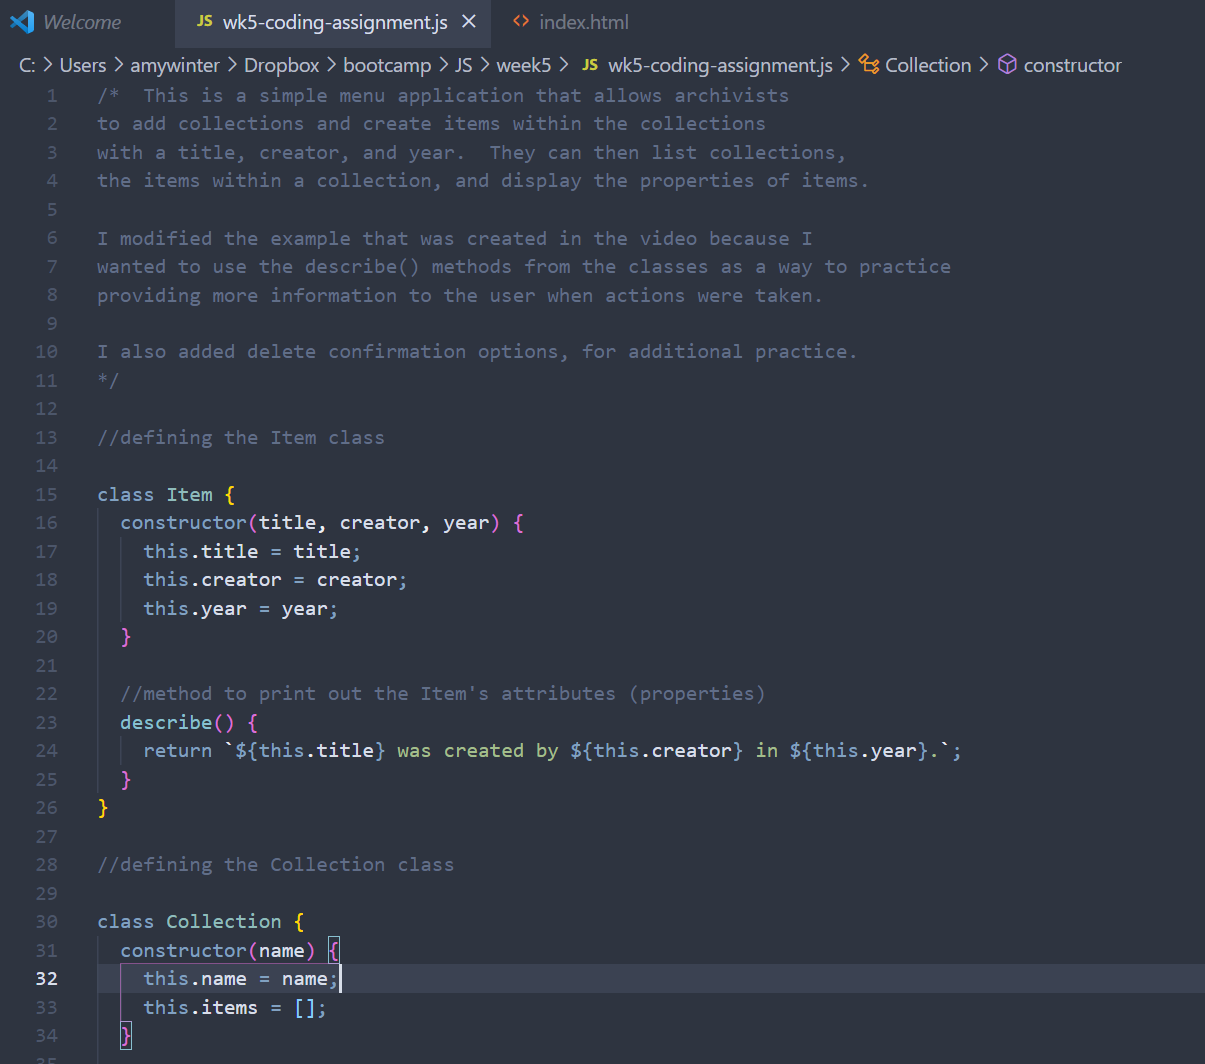 Welcome JS wk5-coding-assignment.js × <> index.html
C: > Users > amywinter > Dropbox > bootcamp > JS > week5 > JS wk5-coding-assignment.js > Collection > constructor
1 /*  This is a simple menu application that allows archivists
2 to add collections and create items within the collections
3 with a title, creator, and year.  They can then list collections,
4 the items within a collection, and display the properties of items.
5
6 I modified the example that was created in the video because I
7 wanted to use the describe() methods from the classes as a way to practice
8 providing more information to the user when actions were taken.
9
10 I also added delete confirmation options, for additional practice.
11 */
12
13 //defining the Item class
14
15 class Item {
16   constructor(title, creator, year) {
17     this.title = title;
18     this.creator = creator;
19     this.year = year;
20   }
21
22   //method to print out the Item's attributes (properties)
23   describe() {
24     return `${this.title} was created by ${this.creator} in ${this.year}.`;
25   }
26 }
27
28 //defining the Collection class
29
30 class Collection {
31   constructor(name) {
32     this.name = name;
33     this.items = [];
34   }
35